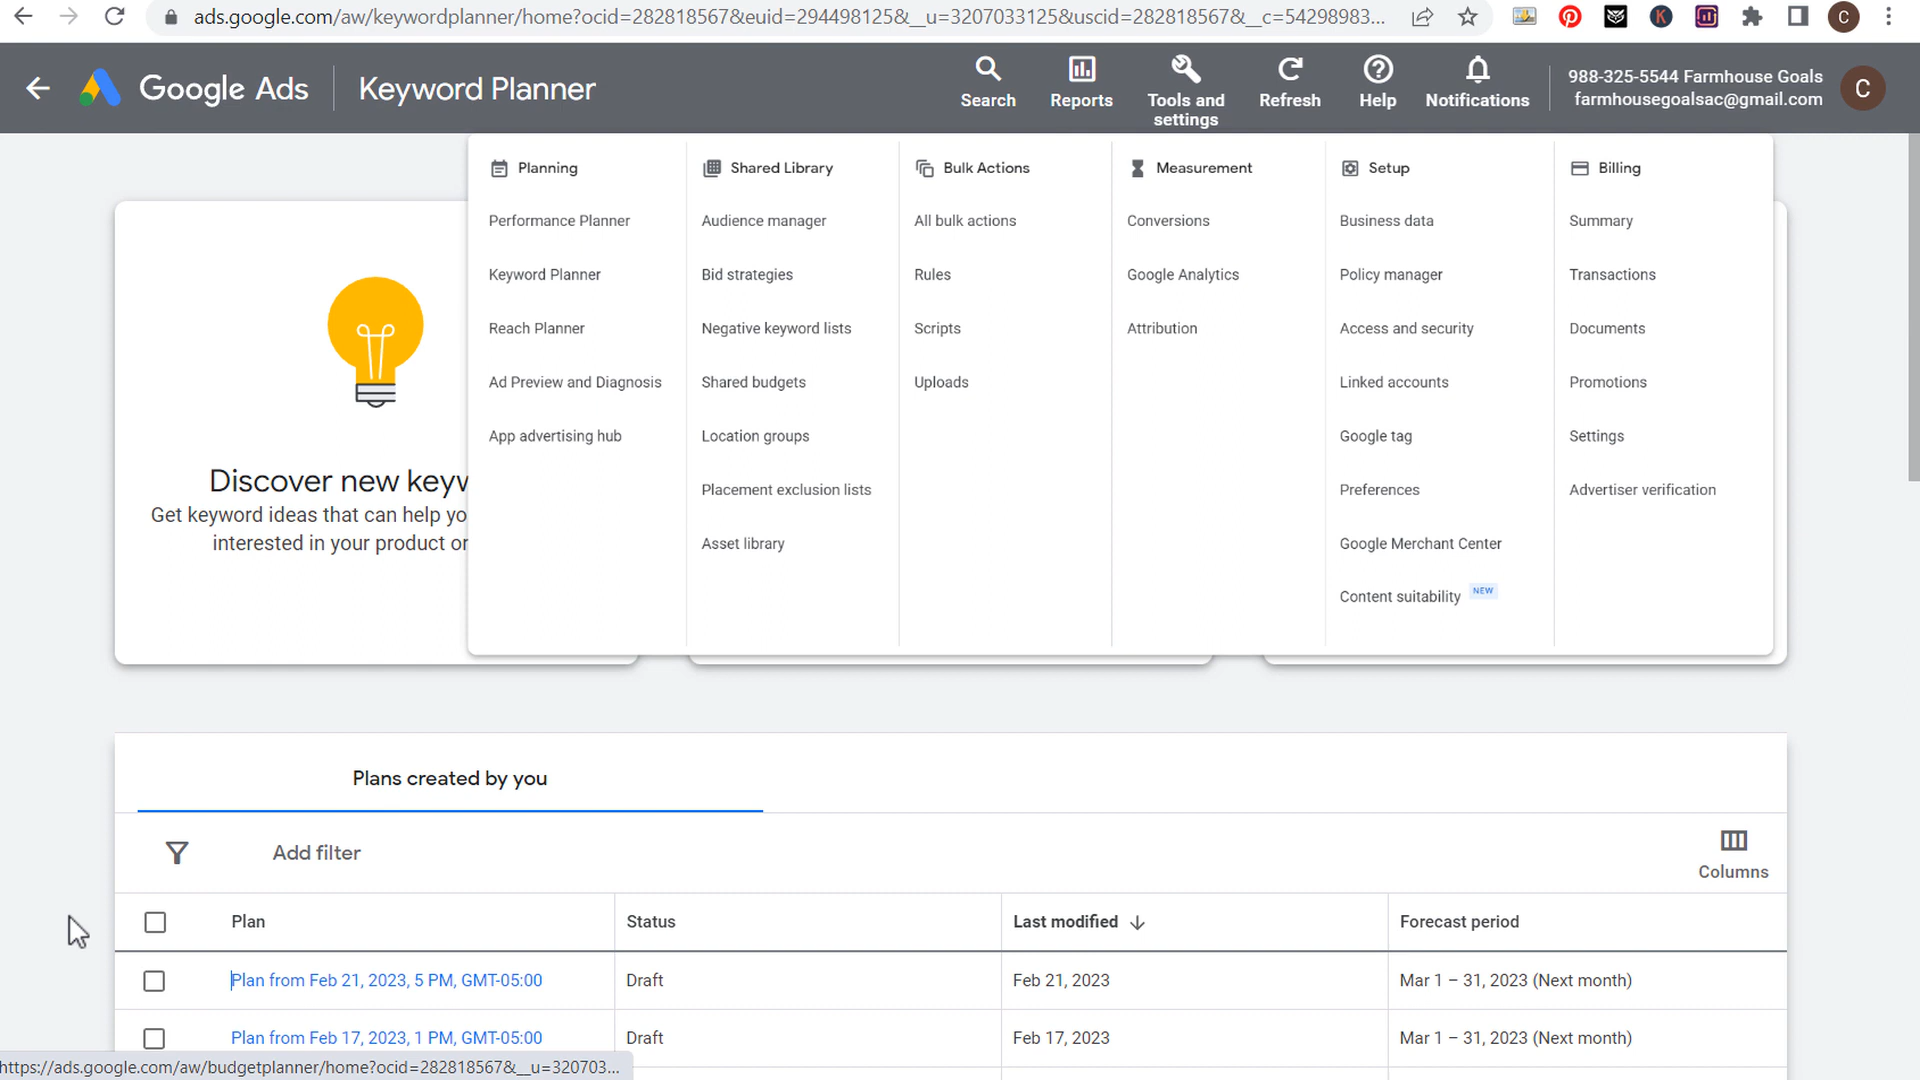 ads.google.com/aw/keywordplanner/home?ocid=282818567&euid=294498125&__u=3207033125&uscid=282818567&__c=54298983...
C
Google Ads
Keyword Planner
Search
Reports
Tools and
settings
Refresh
Help
Notifications
988-325-5544 Farmhouse Goals
farmhousegoalsac@gmail.com
C
Planning
Performance Planner
Keyword Planner
Reach Planner
Ad Preview and Diagnosis
App advertising hub
Shared Library
Audience manager
Bid strategies
Negative keyword lists
Shared budgets
Location groups
Placement exclusion lists
Asset library
Bulk Actions
All bulk actions
Rules
Scripts
Uploads
Measurement
Conversions
Google Analytics
Attribution
Setup
Business data
Policy manager
Access and security
Linked accounts
Google tag
Preferences
Google Merchant Center
Content suitability NEW
Billing
Summary
Transactions
Documents
Promotions
Settings
Advertiser verification
Discover new keyw
Get keyword ideas that can help yo
interested in your product or
Plans created by you
Add filter
Columns
Plan Status Last modified Forecast period
Plan from Feb 21, 2023, 5 PM, GMT-05:00 Draft Feb 21, 2023 Mar 1 – 31, 2023 (Next month)
Plan from Feb 17, 2023, 1 PM, GMT-05:00 Draft Feb 17, 2023 Mar 1 – 31, 2023 (Next month)
https://ads.google.com/aw/budgetplanner/home?ocid=282818567&__u=320703...